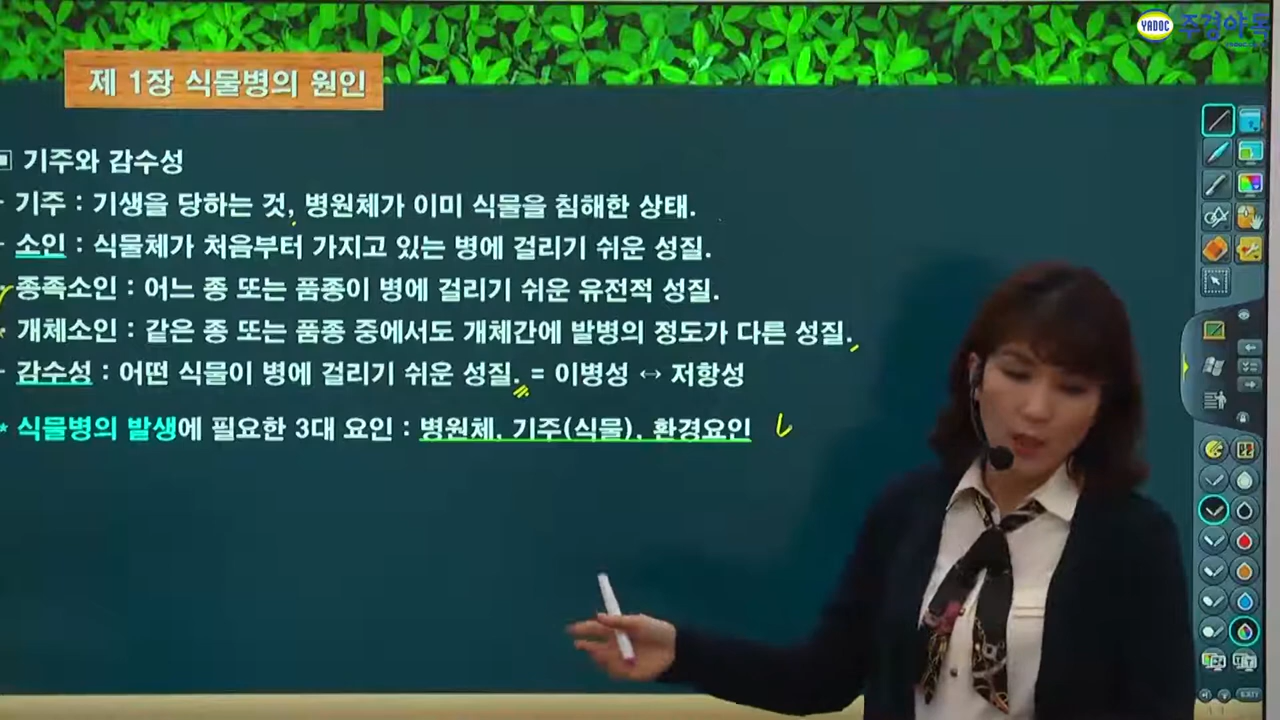 YADOC 주경야독
제 1장 식물병의 원인
▣ 기주와 감수성
- 기주 : 기생을 당하는 것, 병원체가 이미 식물을 침해한 상태.
- 소인 : 식물체가 처음부터 가지고 있는 병에 걸리기 쉬운 성질.
종족소인 : 어느 종 또는 품종이 병에 걸리기 쉬운 유전적 성질.
* 개체소인 : 같은 종 또는 품종 중에서도 개체간에 발병의 정도가 다른 성질.
- 감수성 : 어떤 식물이 병에 걸리기 쉬운 성질. = 이병성 ↔ 저항성
* 식물병의 발생에 필요한 3대 요인 : 병원체, 기주(식물), 환경요인
EXIT